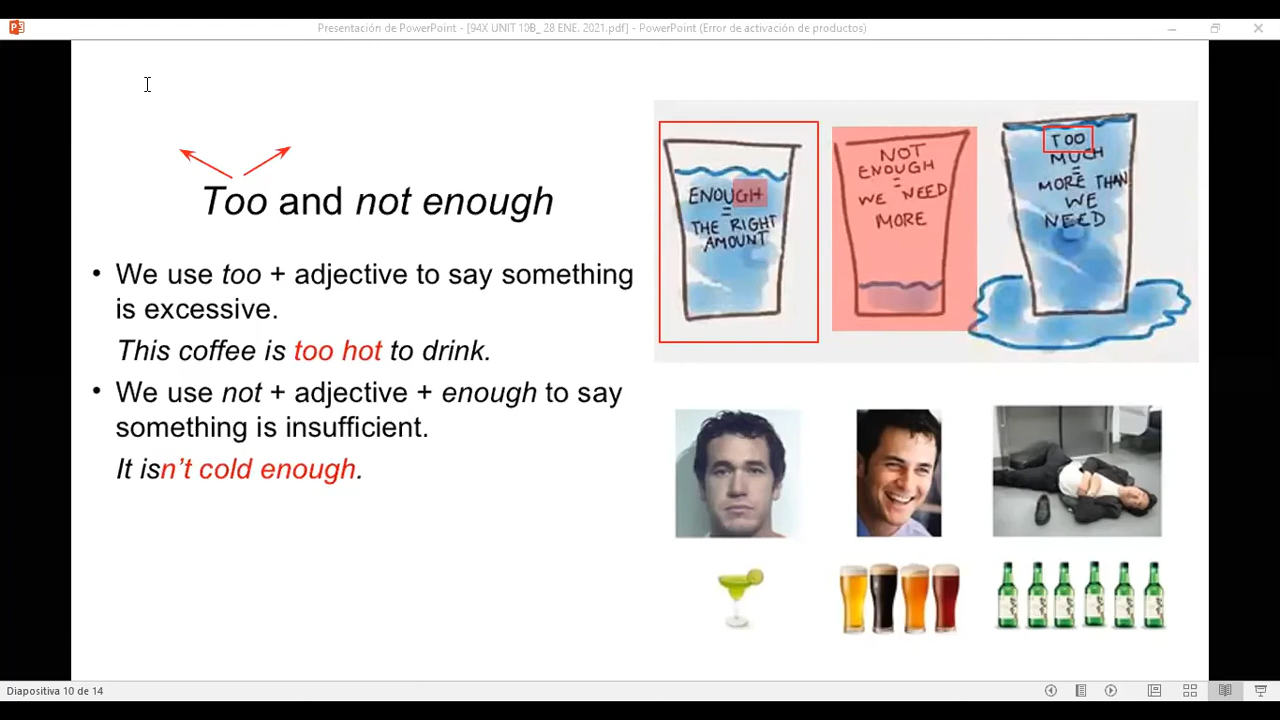 Presentación de PowerPoint - [94X UNIT 10B_ 28 ENE. 2021.pdf] - PowerPoint (Error de activación de productos)
Too and not enough
• We use too + adjective to say something
is excessive.
This coffee is too hot to drink.
• We use not + adjective + enough to say
something is insufficient.
It isn't cold enough.
ENOUGH
=
THE RIGHT
AMOUNT
NOT
ENOUGH
=
WE NEED
MORE
TOO
MUCH
=
MORE THAN
WE
NEED
Diapositiva 10 de 14